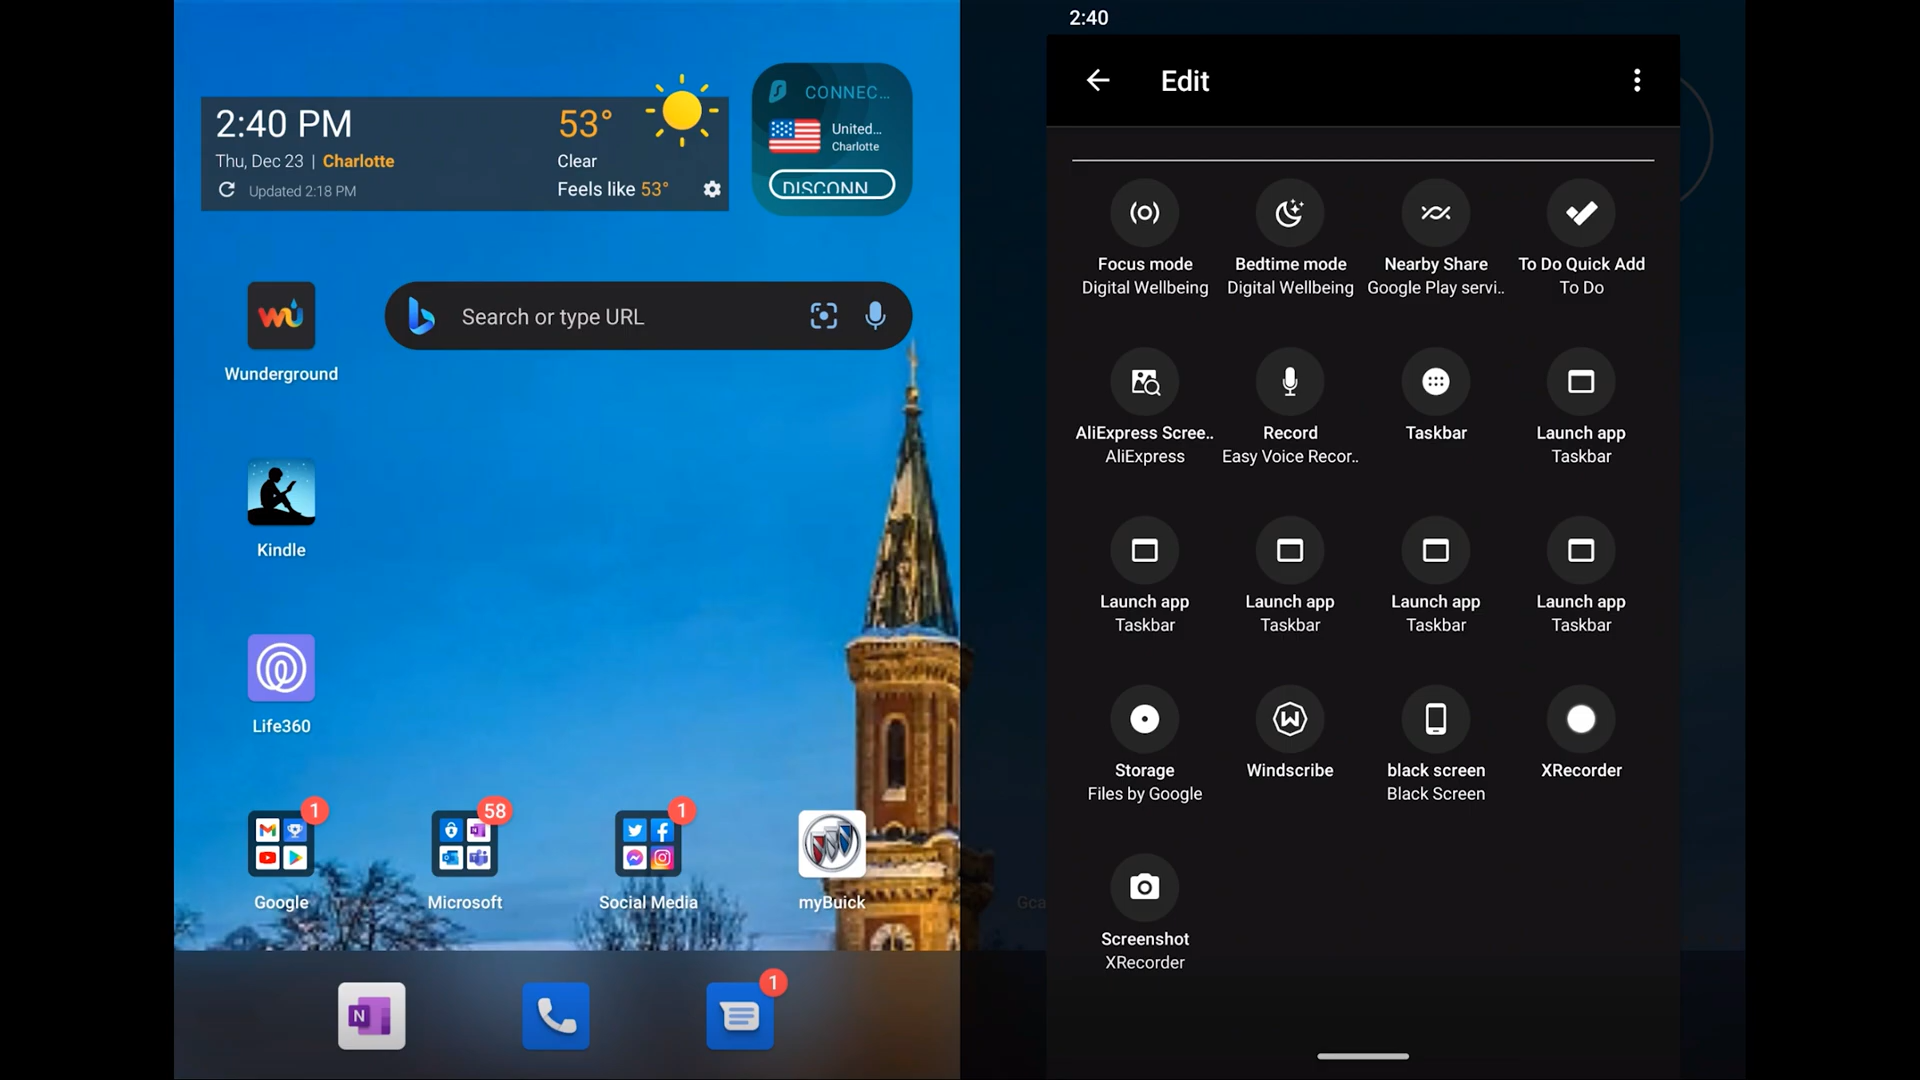 2:40 PM
Thu, Dec 23 | Charlotte
Updated 2:18 PM
53°
Clear
Feels like 53°
CONNEC...
United...
Charlotte
DISCONN
Wunderground
Search or type URL
Kindle
Life360
1
58
1
Google
Microsoft
Social Media
myBuick
N
1
2:40
Edit
Focus mode
Digital Wellbeing
Bedtime mode
Digital Wellbeing
Nearby Share
Google Play servi..
To Do Quick Add
To Do
AliExpress Scree..
AliExpress
Record
Easy Voice Recor..
Taskbar
Launch app
Taskbar
Launch app
Taskbar
Launch app
Taskbar
Launch app
Taskbar
Launch app
Taskbar
Storage
Files by Google
Windscribe
black screen
Black Screen
XRecorder
Screenshot
XRecorder
Gca